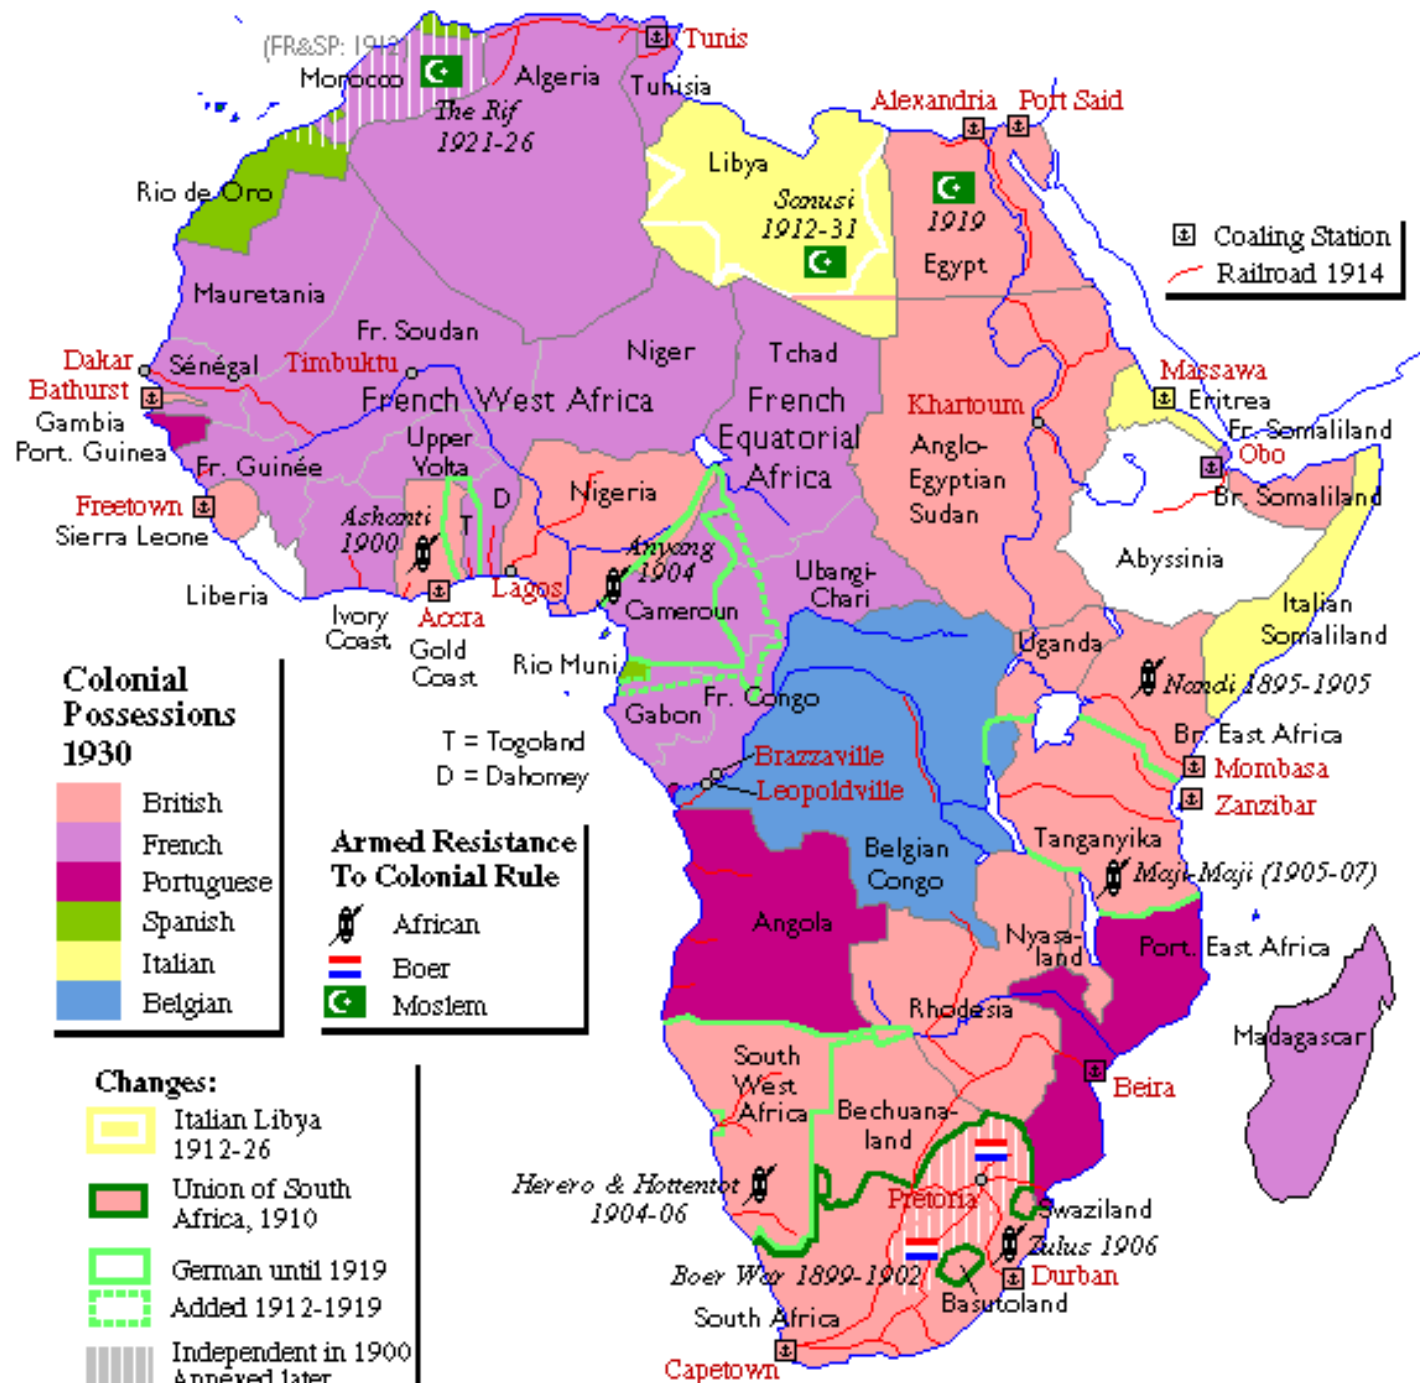 (FR&SP: 1912)
Morocco
The Rif
1921-26
Algeria
Tunis
Tunisia
Alexandria
Port Said
Libya
Sanusi
1912-31
1919
Egypt
Coaling Station
Railroad 1914
Rio de Oro
Mauretania
Fr. Soudan
Niger
Tchad
Dakar
Sénégal
Timbuktu
Bathurst
French West Africa
French
Equatorial
Africa
Khartoum
Massawa
Eritrea
Fr. Somaliland
Obo
Gambia
Port. Guinea
Fr. Guinée
Upper
Volta
D
T
Nigeria
Anglo-
Egyptian
Sudan
Br. Somaliland
Freetown
Sierra Leone
Ashanti
1900
Anyang
1904
Abyssinia
Liberia
Ivory
Coast
Accra
Gold
Coast
Lagos
Cameroun
Ubangi-
Chari
Italian
Somaliland
Uganda
Rio Muni
Nandi 1895-1905
Gabon
Fr. Congo
Br. East Africa
T = Togoland
D = Dahomey
Brazzaville
Leopoldville
Mombasa
Zanzibar
Colonial
Possessions
1930
British
French
Portuguese
Spanish
Italian
Belgian
Armed Resistance
To Colonial Rule
African
Boer
Moslem
Belgian
Congo
Tanganyika
Maji-Maji (1905-07)
Angola
Nyasa-
land
Port. East Africa
Rhodesia
Madagascar
South
West
Africa
Bechuana-
land
Beira
Changes:
Italian Libya
1912-26
Union of South
Africa, 1910
German until 1919
Added 1912-1919
Independent in 1900
Annexed later
Herero & Hottentot
1904-06
Pretoria
Swaziland
Zulus 1906
Boer War 1899-1902
Durban
Basutoland
South Africa
Capetown